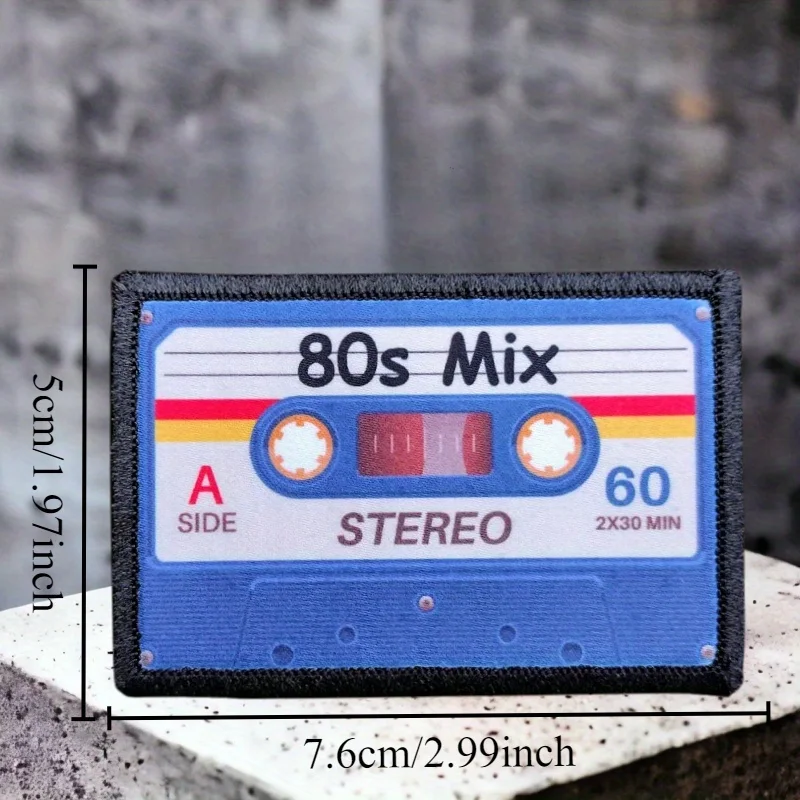 80s Mix
A
SIDE
STEREO
60
2X30 MIN
5cm/1.97inch
7.6cm/2.99inch